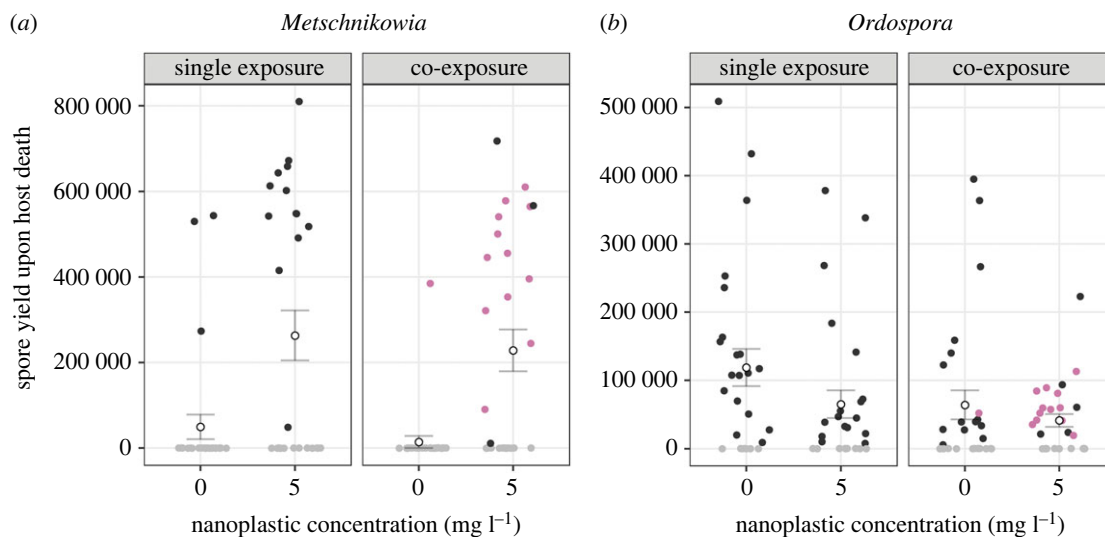 (a) Metschnikowia
(b) Ordospora
single exposure co-exposure
single exposure co-exposure
spore yield upon host death
800 000
600 000
400 000
200 000
0
500 000
400 000
300 000
200 000
100 000
0
0 5 0 5
0 5 0 5
nanoplastic concentration (mg l⁻¹)
nanoplastic concentration (mg l⁻¹)